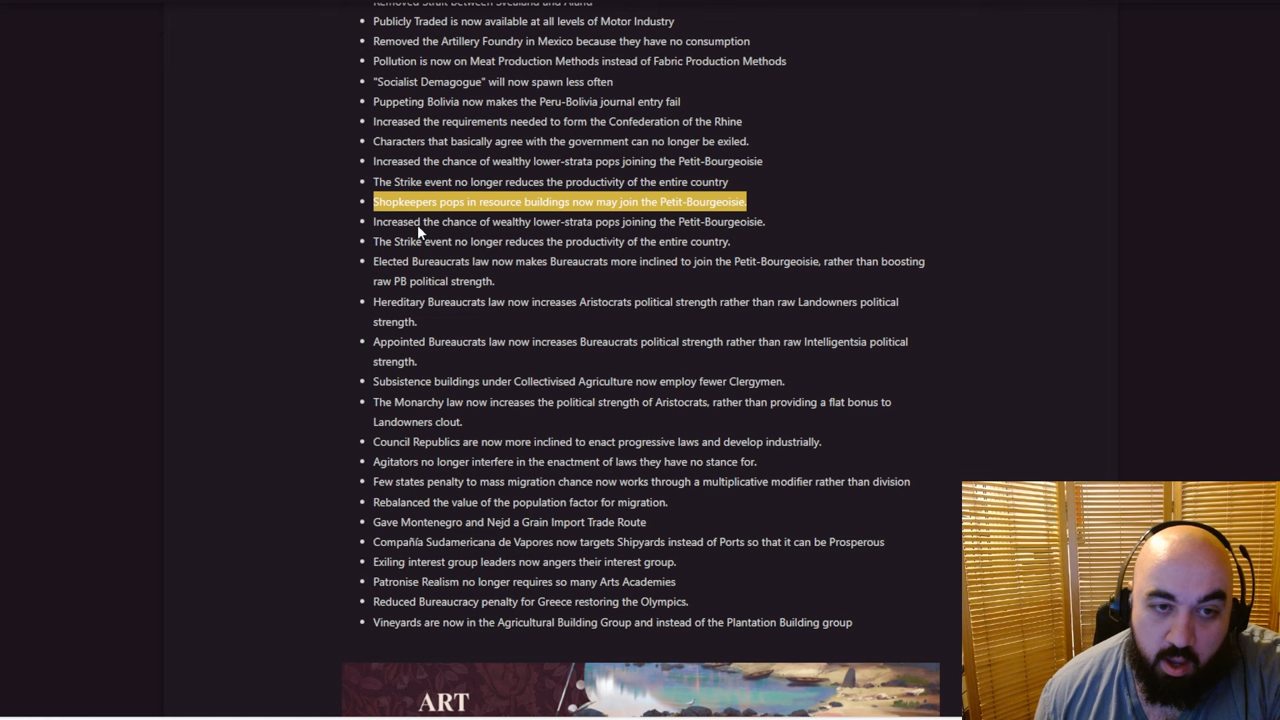 Removed Strait between Svealand and Åland
Publicly Traded is now available at all levels of Motor Industry
Removed the Artillery Foundry in Mexico because they have no consumption
Pollution is now on Meat Production Methods instead of Fabric Production Methods
"Socialist Demagogue" will now spawn less often
Puppeting Bolivia now makes the Peru-Bolivia journal entry fail
Increased the requirements needed to form the Confederation of the Rhine
Characters that basically agree with the government can no longer be exiled.
Increased the chance of wealthy lower-strata pops joining the Petit-Bourgeoisie
The Strike event no longer reduces the productivity of the entire country
Shopkeepers pops in resource buildings now may join the Petit-Bourgeoisie.
Increased the chance of wealthy lower-strata pops joining the Petit-Bourgeoisie.
The Strike event no longer reduces the productivity of the entire country.
Elected Bureaucrats law now makes Bureaucrats more inclined to join the Petit-Bourgeoisie, rather than boosting
raw PB political strength.
Hereditary Bureaucrats law now increases Aristocrats political strength rather than raw Landowners political
strength.
Appointed Bureaucrats law now increases Bureaucrats political strength rather than raw Intelligentsia political
strength.
Subsistence buildings under Collectivised Agriculture now employ fewer Clergymen.
The Monarchy law now increases the political strength of Aristocrats, rather than providing a flat bonus to
Landowners clout.
Council Republics are now more inclined to enact progressive laws and develop industrially.
Agitators no longer interfere in the enactment of laws they have no stance for.
Few states penalty to mass migration chance now works through a multiplicative modifier rather than division
Rebalanced the value of the population factor for migration.
Gave Montenegro and Nejd a Grain Import Trade Route
Compañía Sudamericana de Vapores now targets Shipyards instead of Ports so that it can be Prosperous
Exiling interest group leaders now angers their interest group.
Patronise Realism no longer requires so many Arts Academies
Reduced Bureaucracy penalty for Greece restoring the Olympics.
Vineyards are now in the Agricultural Building Group and instead of the Plantation Building group
ART